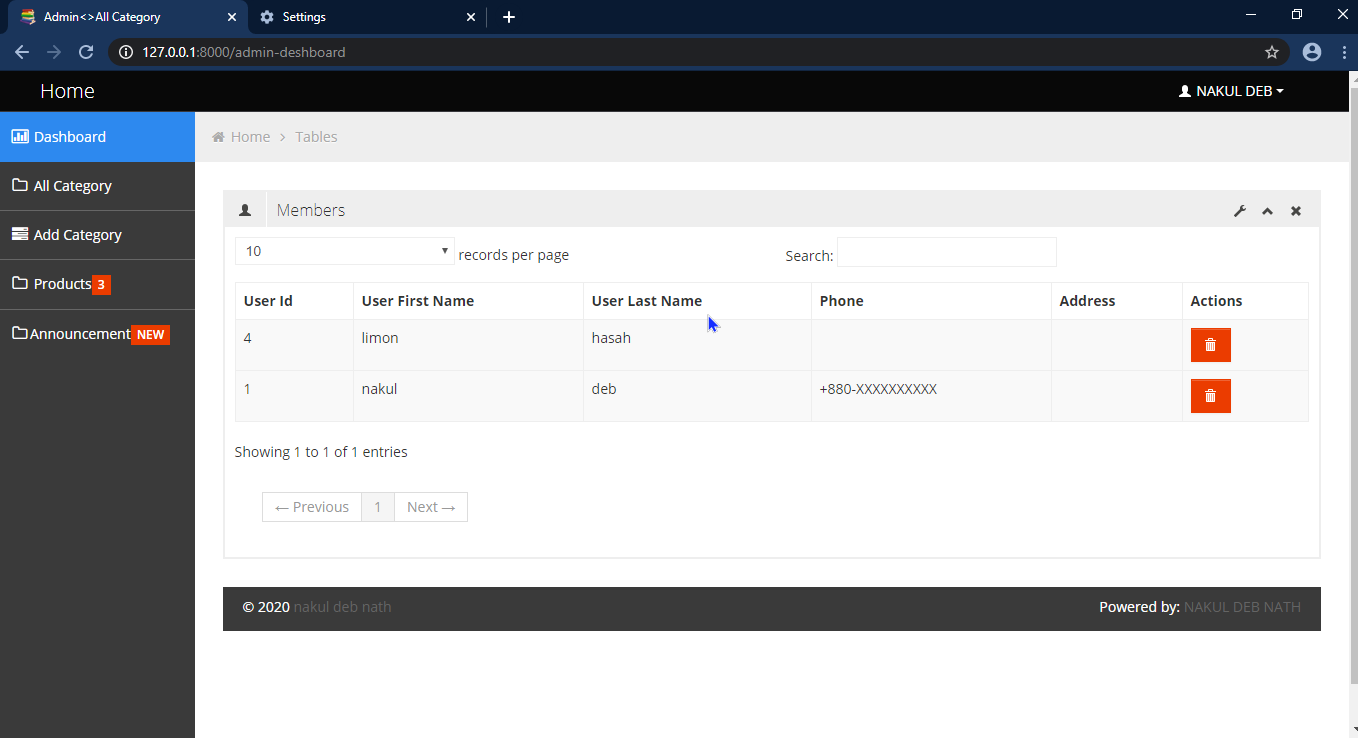 Admin<>All Category
Settings
127.0.0.1:8000/admin-deshboard
Home
NAKUL DEB
Dashboard
Home > Tables
All Category
Add Category
Products 3
Announcement NEW
Members
10 records per page
Search:
User Id User First Name User Last Name Phone Address Actions
4 limon hasah
1 nakul deb +880-XXXXXXXXXX
Showing 1 to 1 of 1 entries
← Previous 1 Next →
© 2020 nakul deb nath
Powered by: NAKUL DEB NATH